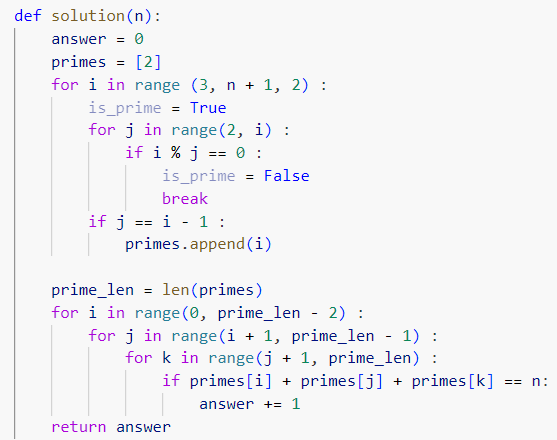 def solution(n):
    answer = 0
    primes = [2]
    for i in range (3, n + 1, 2) :
        is_prime = True
        for j in range(2, i) :
            if i % j == 0 :
                is_prime = False
                break
        if j == i - 1 :
            primes.append(i)

    prime_len = len(primes)
    for i in range(0, prime_len - 2) :
        for j in range(i + 1, prime_len - 1) :
            for k in range(j + 1, prime_len) :
                if primes[i] + primes[j] + primes[k] == n:
                    answer += 1
    return answer